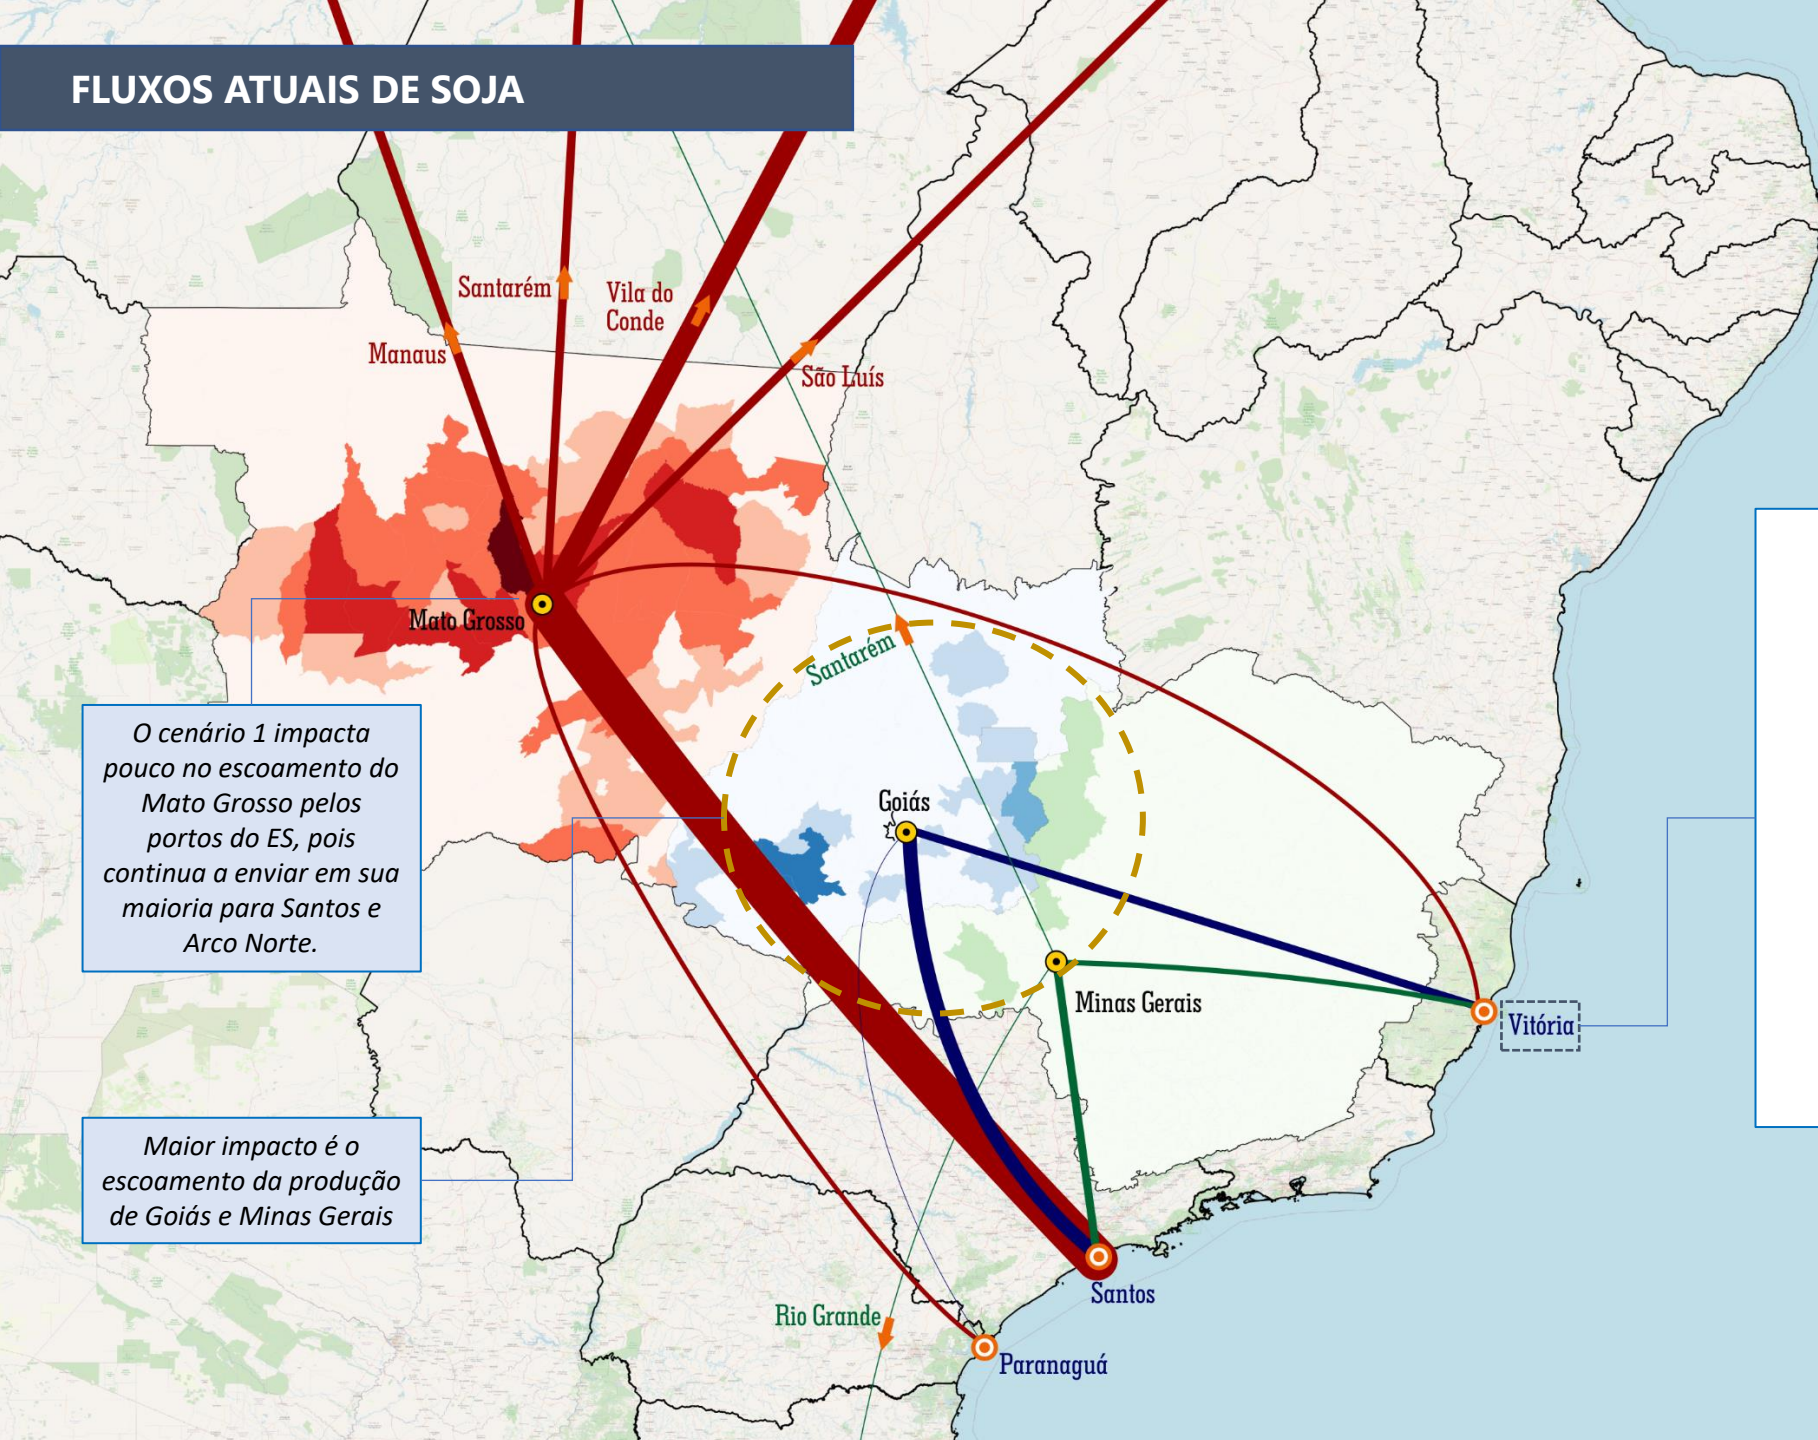 FLUXOS ATUAIS DE SOJA
Santarém
Vila do
Conde
Manaus
São Luís
Mato Grosso
Santarém
O cenário 1 impacta
pouco no escoamento do
Mato Grosso pelos
portos do ES, pois
continua a enviar em sua
maioria para Santos e
Arco Norte.
Goiás
Minas Gerais
Vitória
Maior impacto é o
escoamento da produção
de Goiás e Minas Gerais
Santos
Rio Grande
Paranaguá